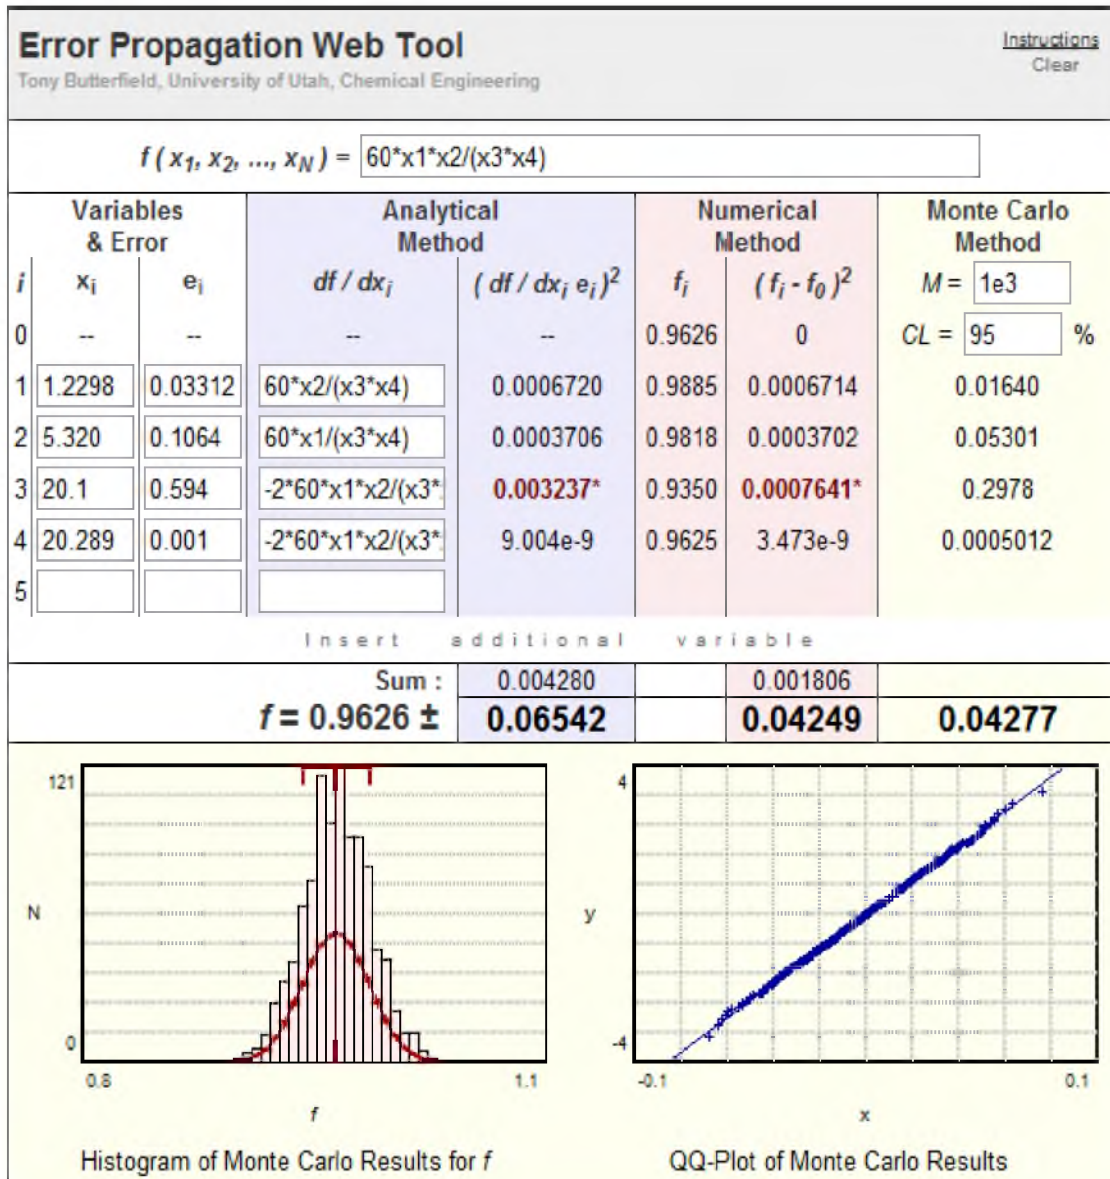 Error Propagation Web Tool
Instructions
Tony Butterfield, University of Utah, Chemical Engineering
Clear
f ( x1, x2, ..., xN ) = 60*x1*x2/(x3*x4)
Variables & Error
Analytical Method
Numerical Method
Monte Carlo Method
i xi ei df / dxi ( df / dxi ei )2 fi ( fi - f0 )2 M = 1e3
0 -- -- -- -- 0.9626 0 CL = 95 %
1 1.2298 0.03312 60*x2/(x3*x4) 0.0006720 0.9885 0.0006714 0.01640
2 5.320 0.1064 60*x1/(x3*x4) 0.0003706 0.9818 0.0003702 0.05301
3 20.1 0.594 -2*60*x1*x2/(x3* 0.003237* 0.9350 0.0007641* 0.2978
4 20.289 0.001 -2*60*x1*x2/(x3* 9.004e-9 0.9625 3.473e-9 0.0005012
5
Insert additional variable
Sum : 0.004280 0.001806
f = 0.9626 ± 0.06542 0.04249 0.04277
121
N
0
0.8 1.1
f
Histogram of Monte Carlo Results for f
4
y
-4
-0.1 0.1
x
QQ-Plot of Monte Carlo Results